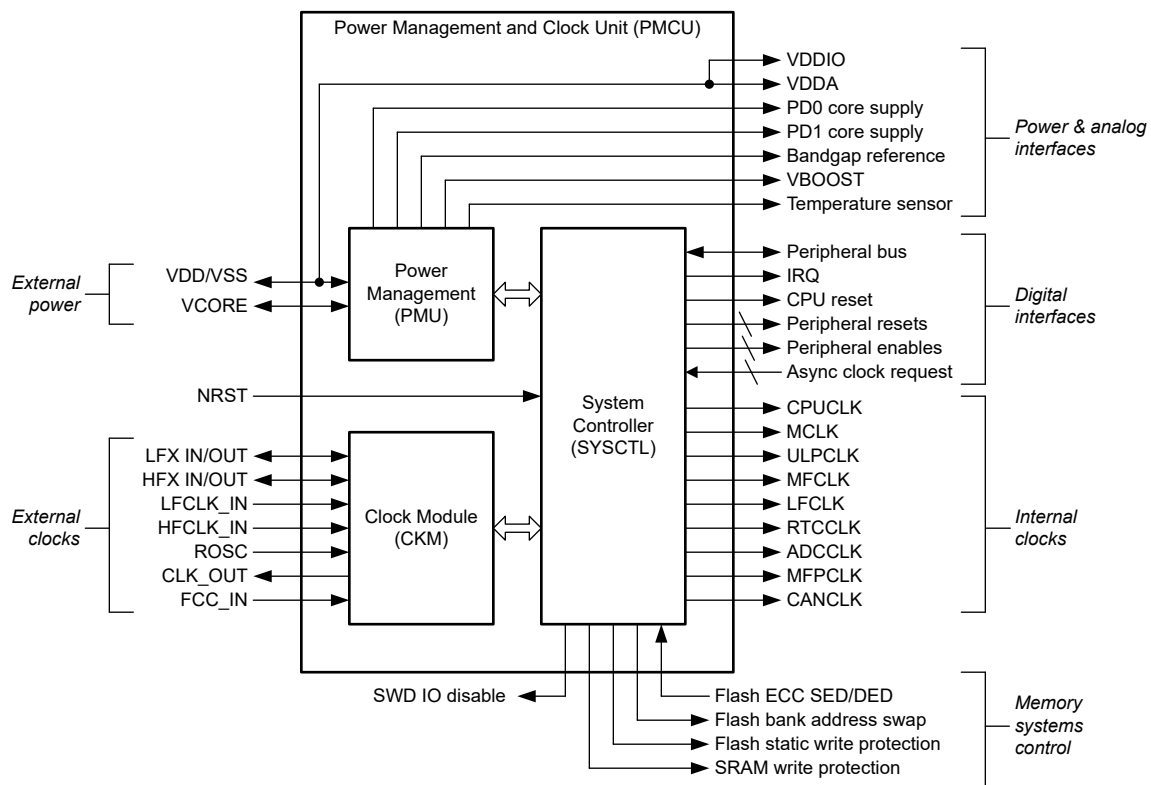 Power Management and Clock Unit (PMCU)
VDDIO
VDDA
PD0 core supply
PD1 core supply
Bandgap reference
VBOOST
Temperature sensor
Power & analog
interfaces
External
power
VDD/VSS
VCORE
Power
Management
(PMU)
Peripheral bus
IRQ
CPU reset
Peripheral resets
Peripheral enables
Async clock request
Digital
interfaces
NRST
System
Controller
(SYSCTL)
External
clocks
LFX IN/OUT
HFX IN/OUT
LFCLK_IN
HFCLK_IN
ROSC
CLK_OUT
FCC_IN
Clock Module
(CKM)
CPUCLK
MCLK
ULPCLK
MFCLK
LFCLK
RTCCLK
ADCCLK
MFPCLK
CANCLK
Internal
clocks
SWD IO disable
Flash ECC SED/DED
Flash bank address swap
Flash static write protection
SRAM write protection
Memory
systems
control